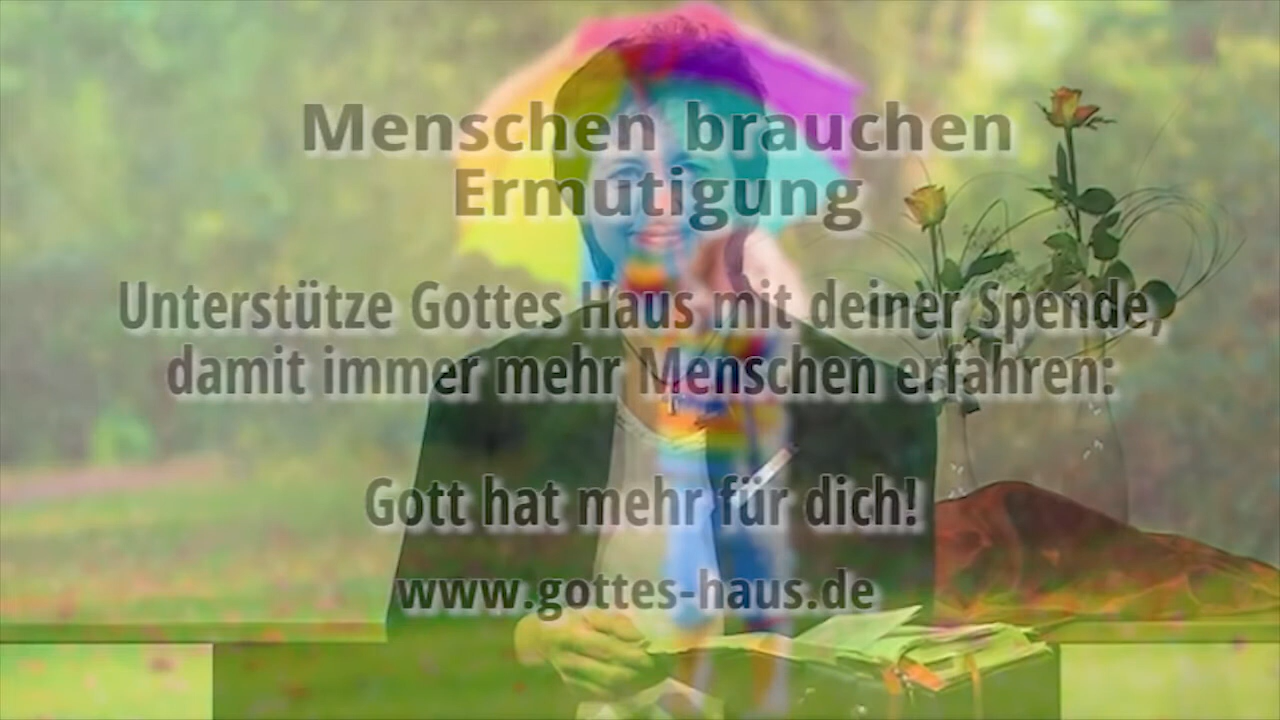 Menschen brauchen
Ermutigung
Unterstütze Gottes Haus mit deiner Spende,
damit immer mehr Menschen erfahren:
Gott hat mehr für dich!
www.gottes-haus.de